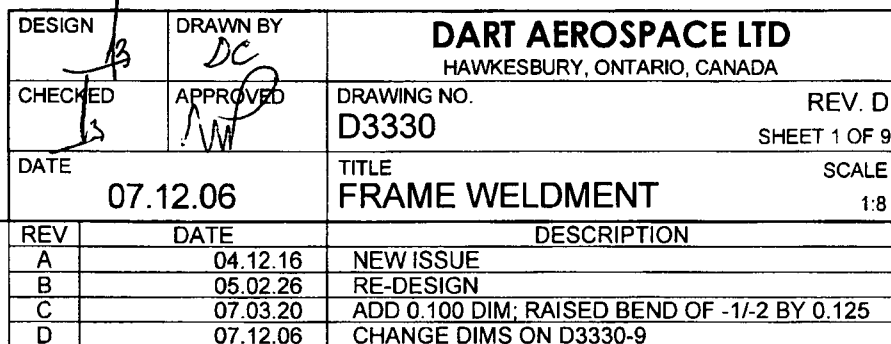 DESIGN DRAWN BY DART AEROSPACE LTD
DC HAWKESBURY, ONTARIO, CANADA
CHECKED APPROVED DRAWING NO. REV. D
D3330 SHEET 1 OF 9
DATE TITLE SCALE
07.12.06 FRAME WELDMENT 1:8
REV DATE DESCRIPTION
A 04.12.16 NEW ISSUE
B 05.02.26 RE-DESIGN
C 07.03.20 ADD 0.100 DIM; RAISED BEND OF -1/-2 BY 0.125
D 07.12.06 CHANGE DIMS ON D3330-9